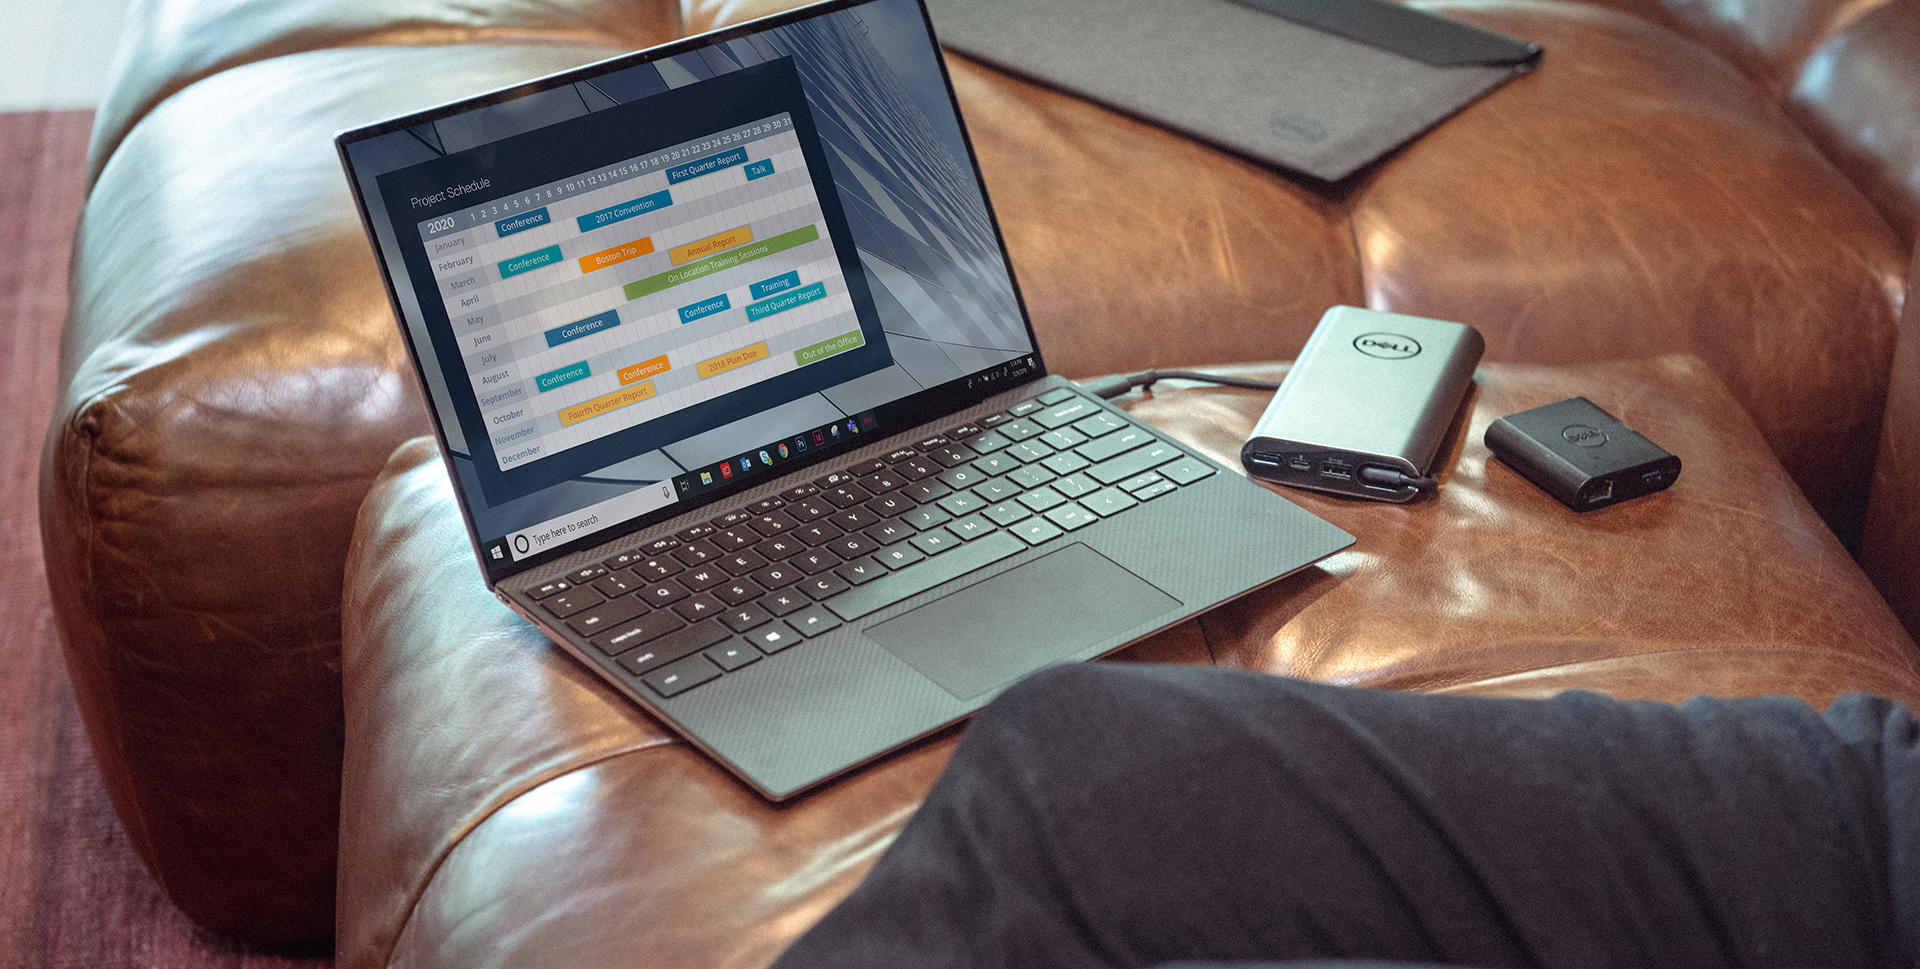 Project Schedule
2020 1 2 3 4 5 6 7 8 9 10 11 12 13 14 15 16 17 18 19 20 21 22 23 24 25 26 27 28 29 30 31
January Conference 2017 Convention First Quarter Report
February Talk
March Conference Boston Trip Annual Report
April On Location Training Sessions
May
June Conference Conference Training
July Third Quarter Report
August
September Conference Conference 2018 Plan Due Out of the Office
October Fourth Quarter Report
November
December
Type here to search
DELL
DELL
Q W E R T Y U I O P
A S D F G H J K L
Z X C V B N M